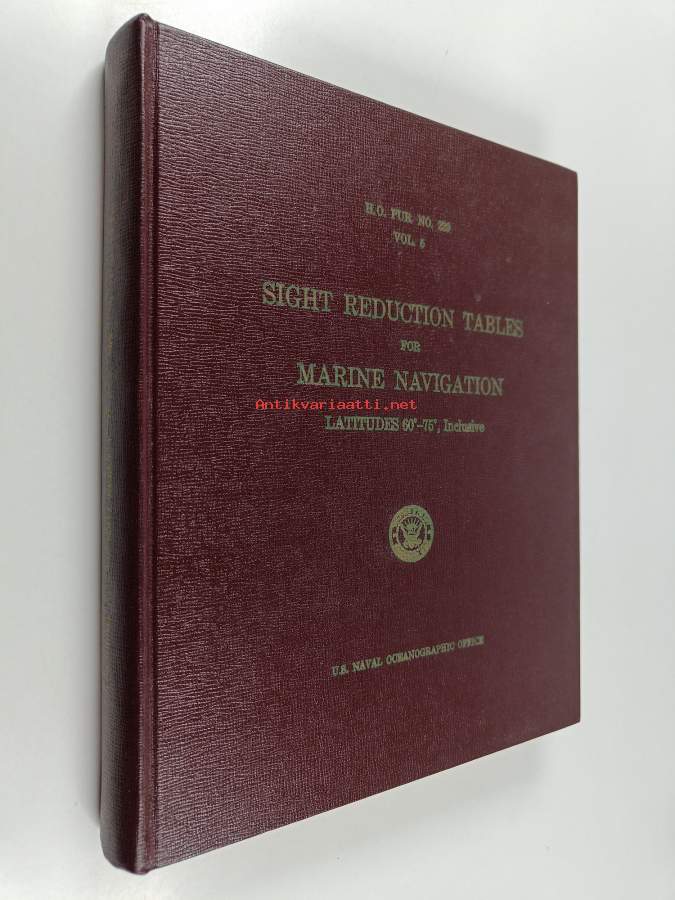 H.O. PUB. NO. 229
VOL. 5
SIGHT REDUCTION TABLES
FOR
MARINE NAVIGATION
Antikvariaatti.net
LATITUDES 60°–75°, Inclusive
U.S. NAVAL OCEANOGRAPHIC OFFICE